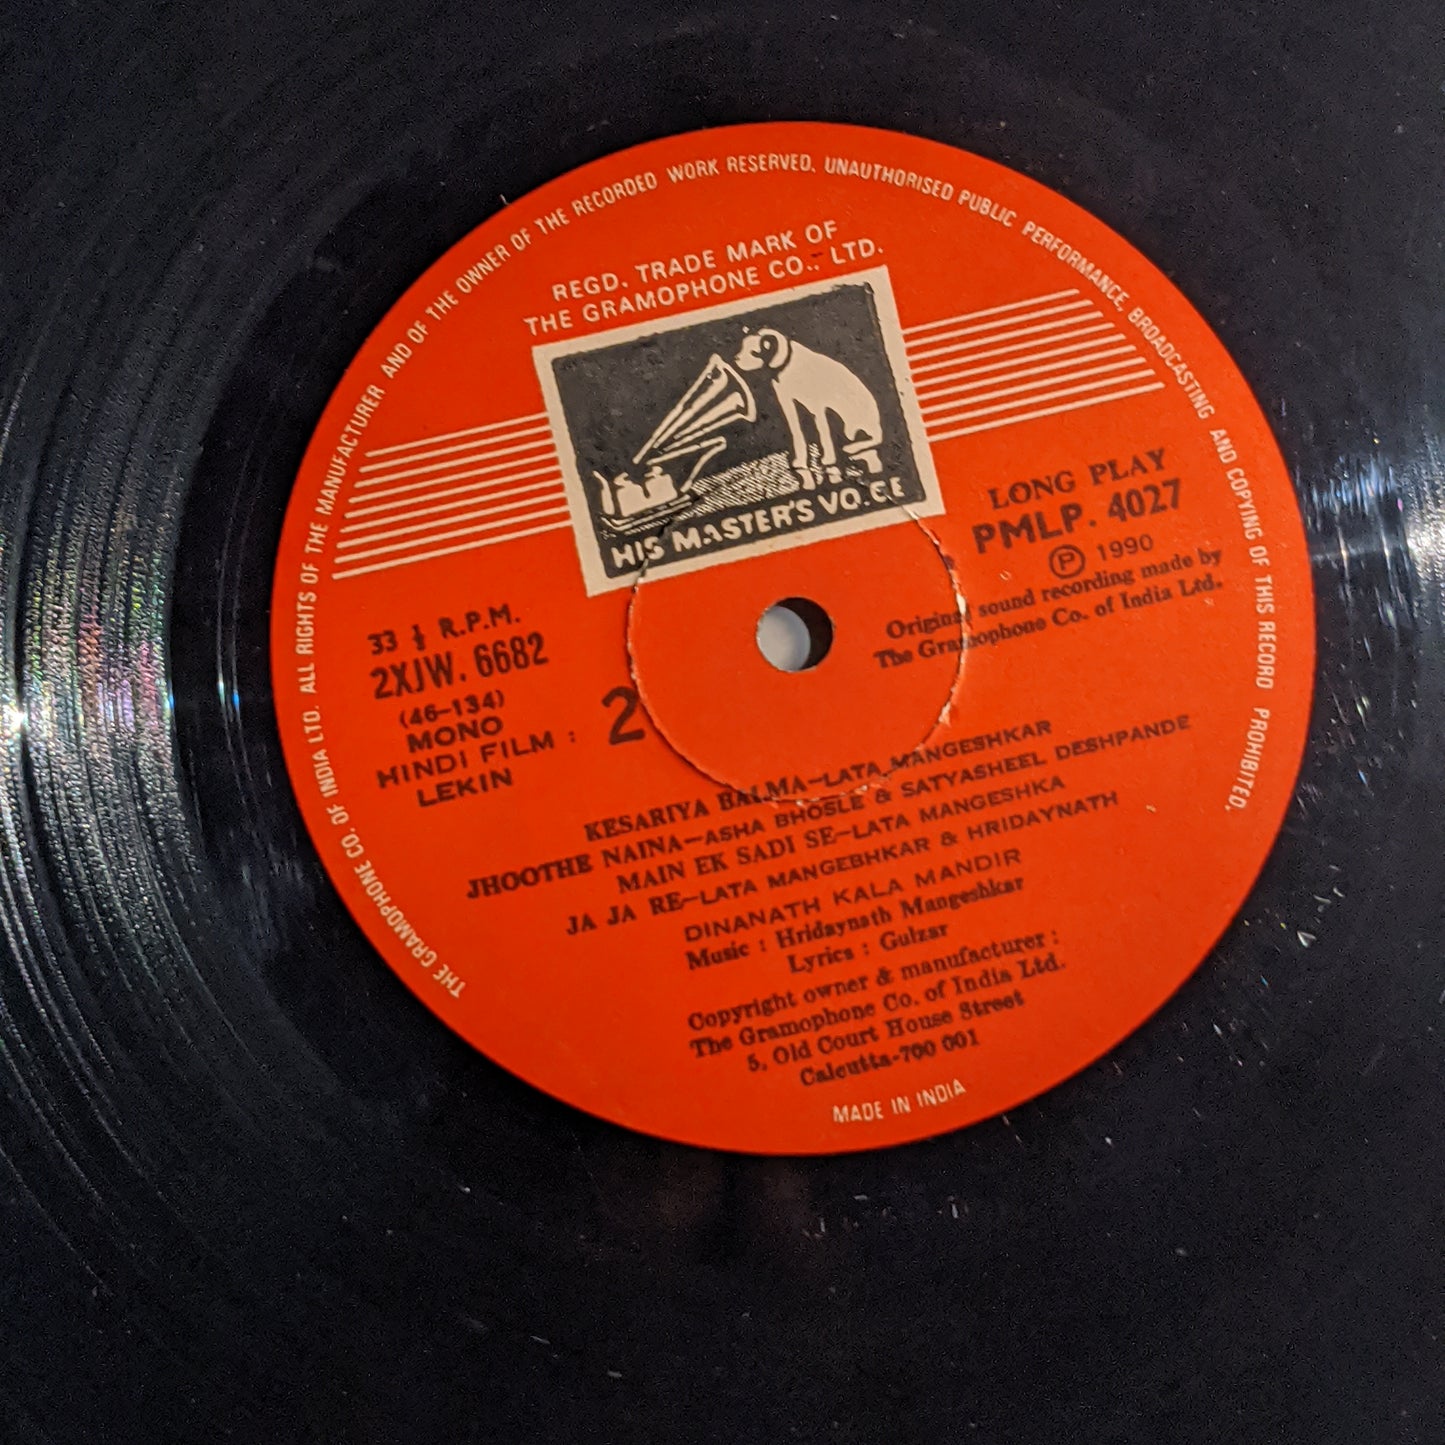 THE GRAMOPHONE CO. OF INDIA LTD. ALL RIGHTS OF THE MANUFACTURER AND OF THE OWNER OF THE RECORDED WORK RESERVED. UNAUTHORISED PUBLIC PERFORMANCE, BROADCASTING AND COPYING OF THIS RECORD PROHIBITED.
REGD. TRADE MARK OF
THE GRAMOPHONE CO., LTD.
HIS MASTER'S VOICE
LONG PLAY
PMLP. 4027
Ⓟ 1990
Original sound recording made by
The Gramophone Co. of India Ltd.
33 ⅓ R.P.M.
2XJW. 6682
(46-134)
MONO
HINDI FILM :
LEKIN
2
KESARIYA BALMA-LATA MANGESHKAR
JHOOTHE NAINA-ASHA BHOSLE & SATYASHEEL DESHPANDE
MAIN EK SADI SE-LATA MANGESHKA
JA JA RE-LATA MANGEBHKAR & HRIDAYNATH
DINANATH KALA MANDIR
Music : Hridaynath Mangeshkar
Lyrics : Gulzar
Copyright owner & manufacturer :
The Gramophone Co. of India Ltd.
5, Old Court House Street
Calcutta-700 001
MADE IN INDIA